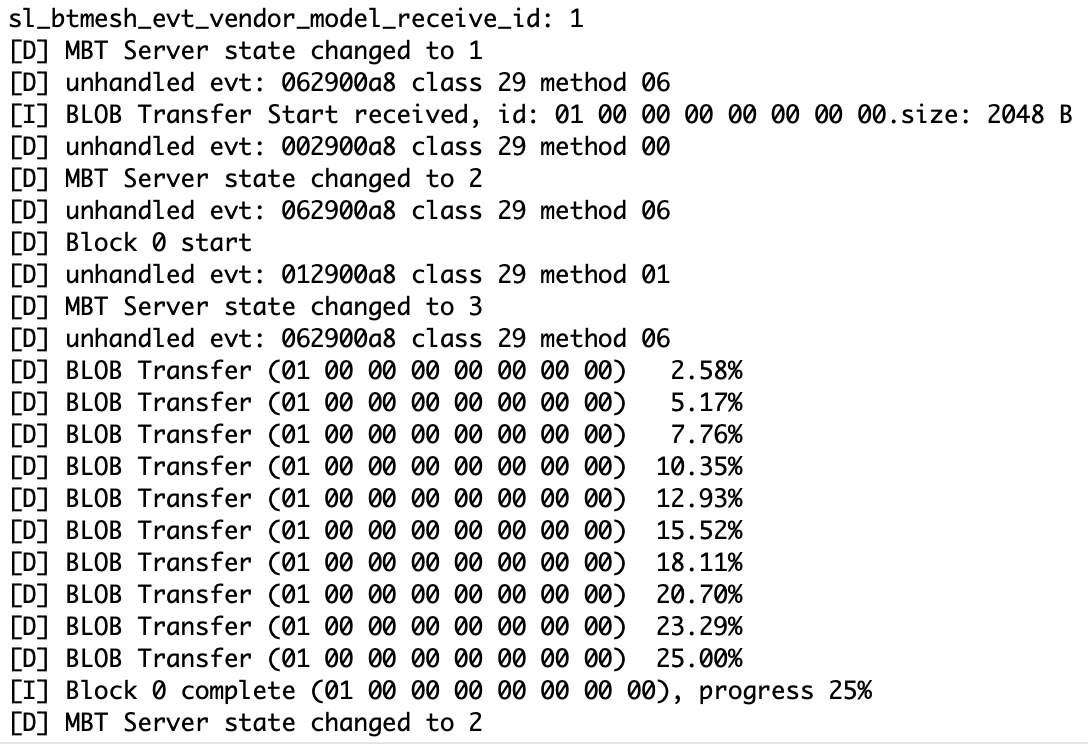 sl_btmesh_evt_vendor_model_receive_id: 1
[D] MBT Server state changed to 1
[D] unhandled evt: 062900a8 class 29 method 06
[I] BLOB Transfer Start received, id: 01 00 00 00 00 00 00 00.size: 2048 B
[D] unhandled evt: 002900a8 class 29 method 00
[D] MBT Server state changed to 2
[D] unhandled evt: 062900a8 class 29 method 06
[D] Block 0 start
[D] unhandled evt: 012900a8 class 29 method 01
[D] MBT Server state changed to 3
[D] unhandled evt: 062900a8 class 29 method 06
[D] BLOB Transfer (01 00 00 00 00 00 00 00)   2.58%
[D] BLOB Transfer (01 00 00 00 00 00 00 00)   5.17%
[D] BLOB Transfer (01 00 00 00 00 00 00 00)   7.76%
[D] BLOB Transfer (01 00 00 00 00 00 00 00)  10.35%
[D] BLOB Transfer (01 00 00 00 00 00 00 00)  12.93%
[D] BLOB Transfer (01 00 00 00 00 00 00 00)  15.52%
[D] BLOB Transfer (01 00 00 00 00 00 00 00)  18.11%
[D] BLOB Transfer (01 00 00 00 00 00 00 00)  20.70%
[D] BLOB Transfer (01 00 00 00 00 00 00 00)  23.29%
[D] BLOB Transfer (01 00 00 00 00 00 00 00)  25.00%
[I] Block 0 complete (01 00 00 00 00 00 00 00), progress 25%
[D] MBT Server state changed to 2